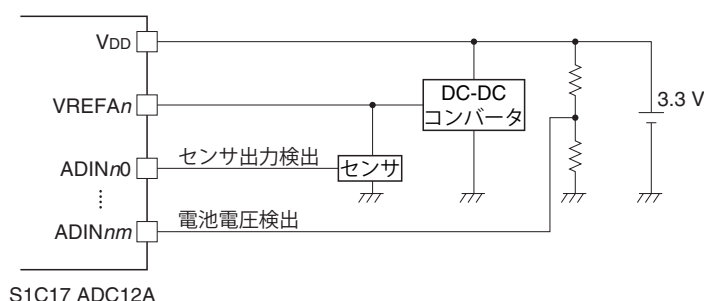 VDD
VREFAn
DC-DC
コンバータ
3.3 V
ADINn0
センサ出力検出
センサ
ADINnm
電池電圧検出
S1C17 ADC12A